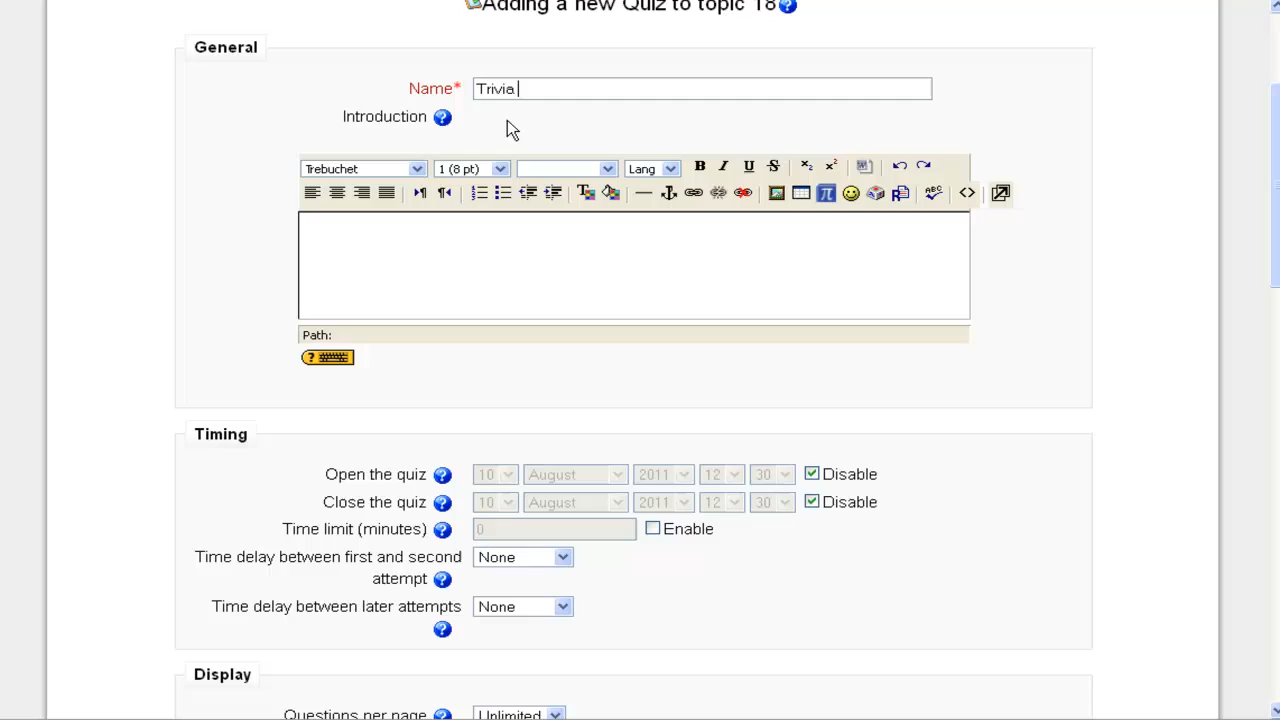 Adding a new Quiz to topic 18
General
Name* Trivia
Introduction
Trebuchet 1 (8 pt) Lang B I U S
Path:
Timing
Open the quiz 10 August 2011 12 30 Disable
Close the quiz 10 August 2011 12 30 Disable
Time limit (minutes) 0 Enable
Time delay between first and second None
attempt
Time delay between later attempts None
Display
Questions per page Unlimited